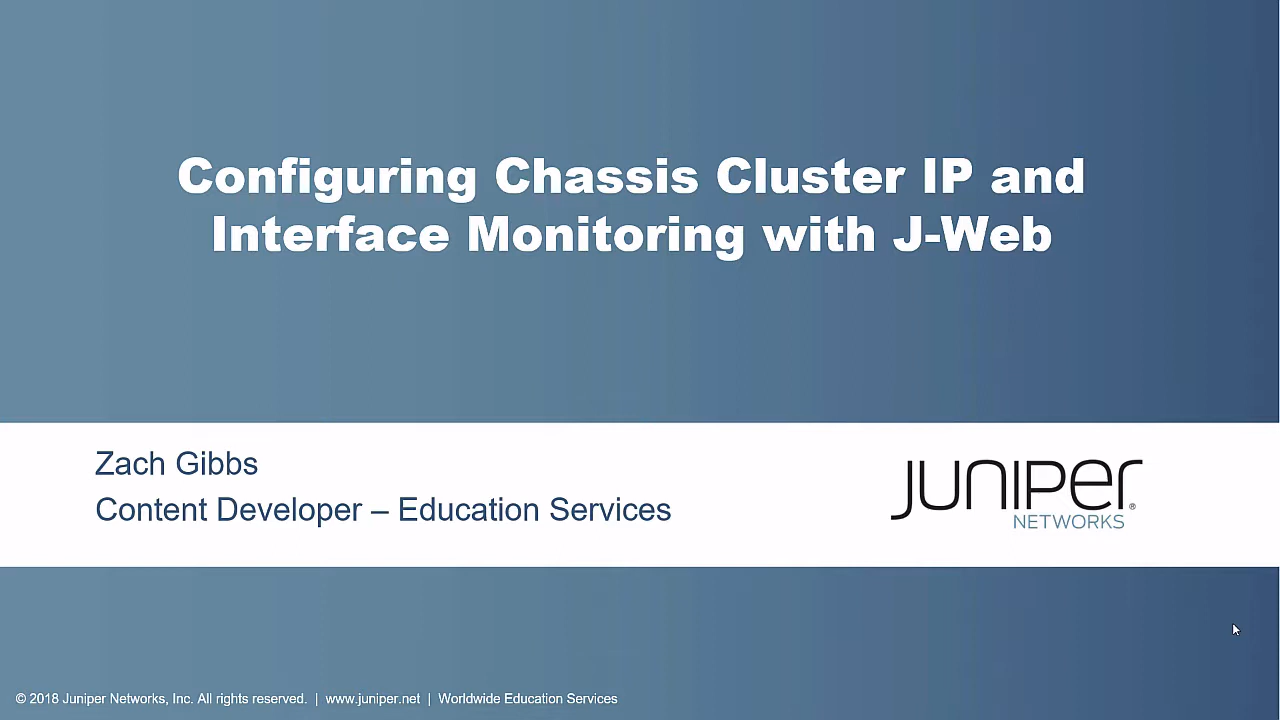 Configuring Chassis Cluster IP and
Interface Monitoring with J-Web
Zach Gibbs
Content Developer – Education Services
JUNIPER®
NETWORKS
© 2018 Juniper Networks, Inc. All rights reserved. | www.juniper.net | Worldwide Education Services